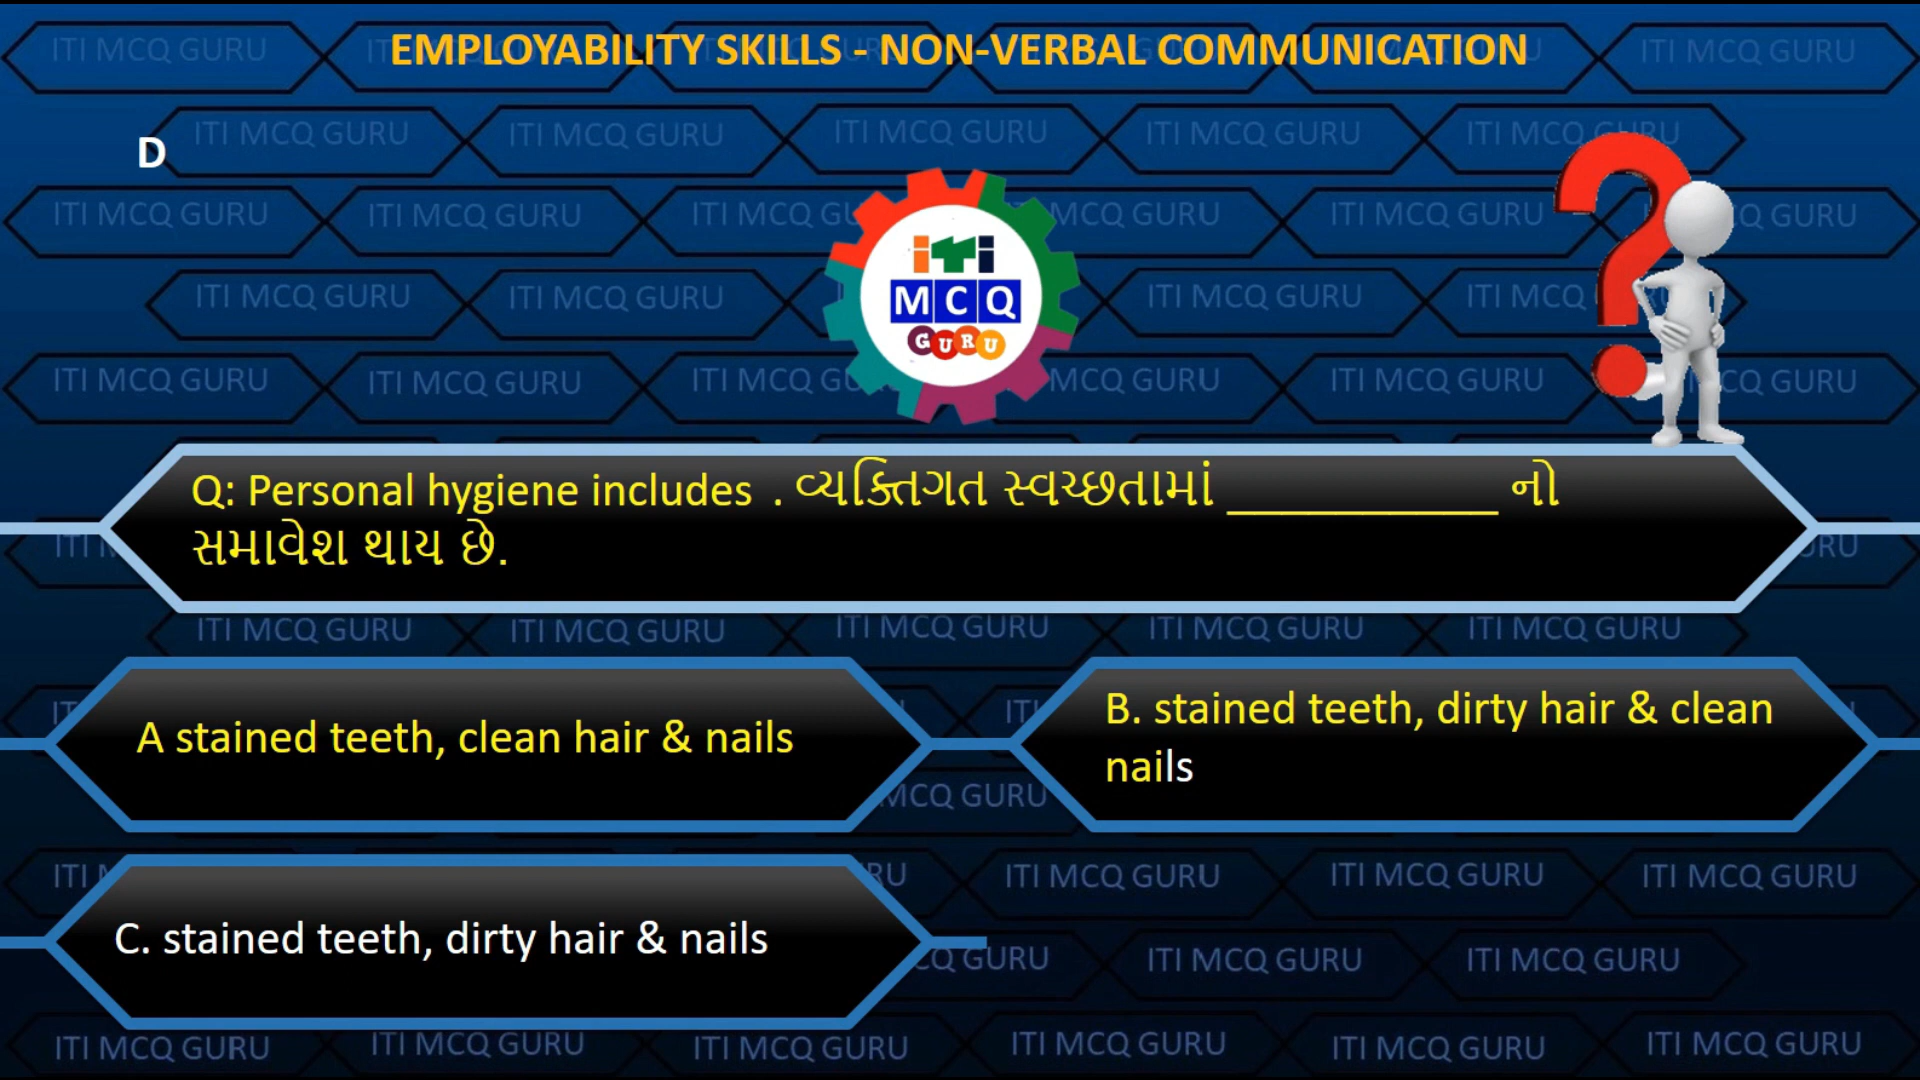 EMPLOYABILITY SKILLS - NON-VERBAL COMMUNICATION
D
iTi
MCQ
GURU
Q: Personal hygiene includes . વ્યક્તિગત સ્વચ્છતામાં __________ નો
સમાવેશ થાય છે.
A stained teeth, clean hair & nails
B. stained teeth, dirty hair & clean
nails
C. stained teeth, dirty hair & nails
ITI MCQ GURU